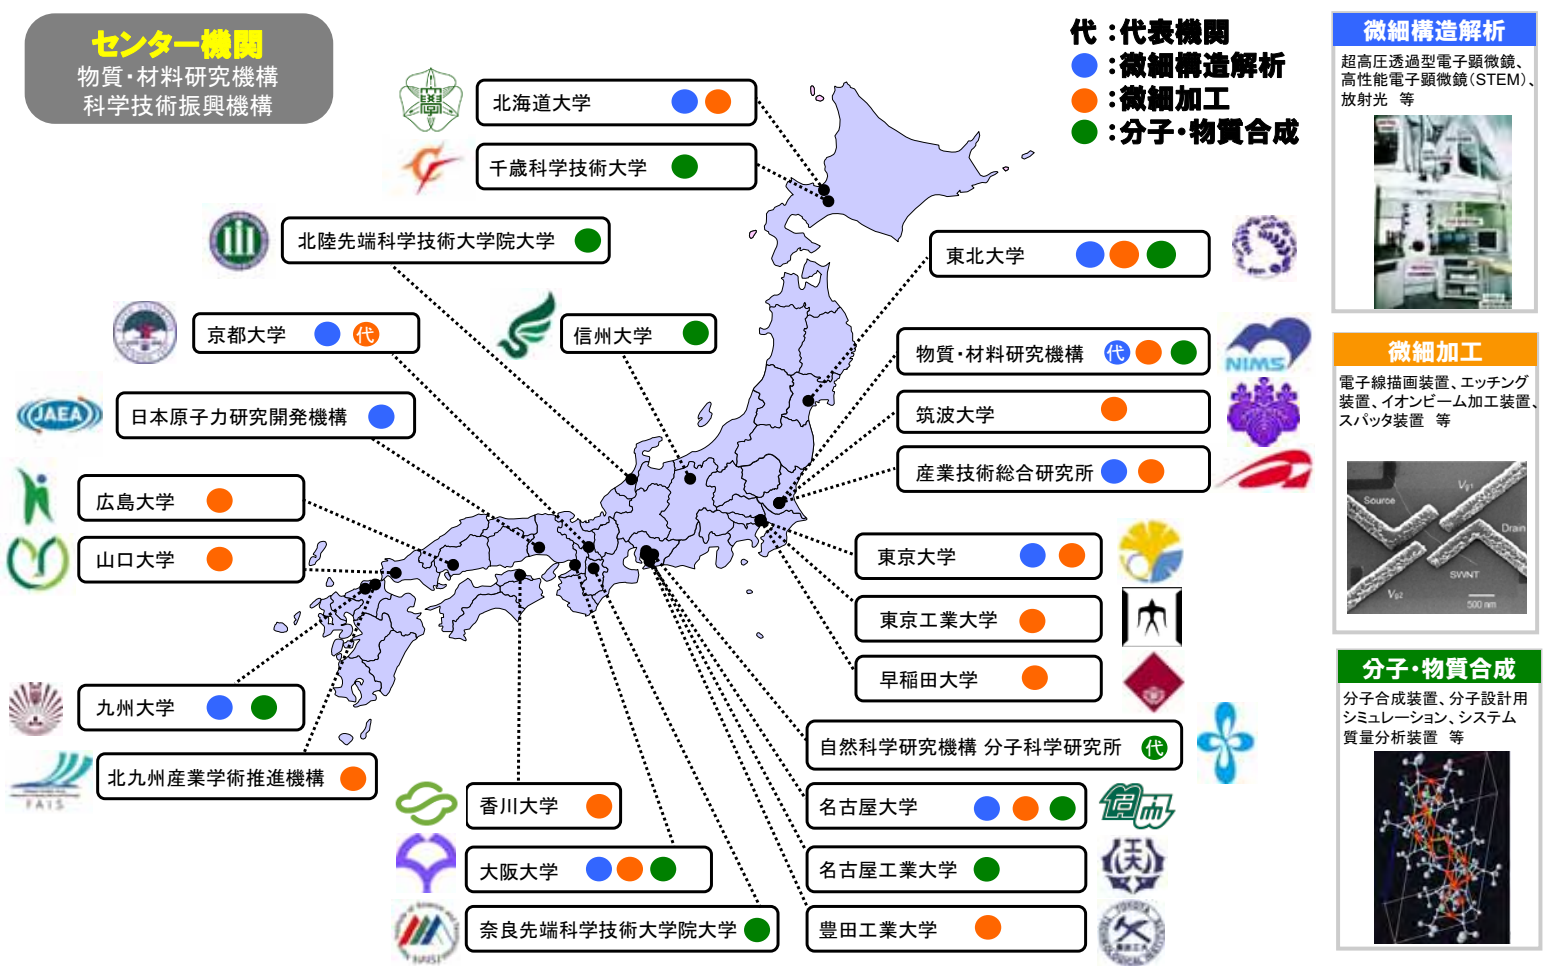 センター機関
物質・材料研究機構
科学技術振興機構
代:代表機関
:微細構造解析
:微細加工
:分子・物質合成
北海道大学
千歳科学技術大学
北陸先端科学技術大学院大学
京都大学 代
信州大学
JAEA
日本原子力研究開発機構
広島大学
山口大学
九州大学
FAIS
北九州産業学術推進機構
香川大学
大阪大学
奈良先端科学技術大学院大学
東北大学
物質・材料研究機構 代
NIMS
筑波大学
産業技術総合研究所
東京大学
東京工業大学
早稲田大学
自然科学研究機構 分子科学研究所 代
名古屋大学
名古屋工業大学
豊田工業大学
微細構造解析
超高圧透過型電子顕微鏡、
高性能電子顕微鏡(STEM)、
放射光 等
微細加工
電子線描画装置、エッチング
装置、イオンビーム加工装置、
スパッタ装置 等
Source
Vg1
Drain
SWNT
Vg2
500 nm
分子・物質合成
分子合成装置、分子設計用
シミュレーション、システム
質量分析装置 等